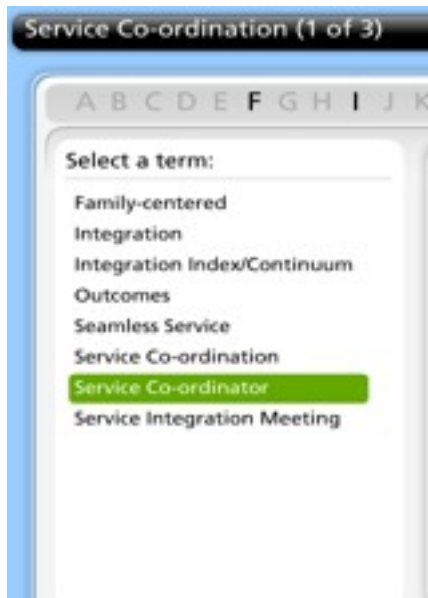 Service Co-ordination (1 of 3)
A B C D E F G H I J K
Select a term:
Family-centered
Integration
Integration Index/Continuum
Outcomes
Seamless Service
Service Co-ordination
Service Co-ordinator
Service Integration Meeting